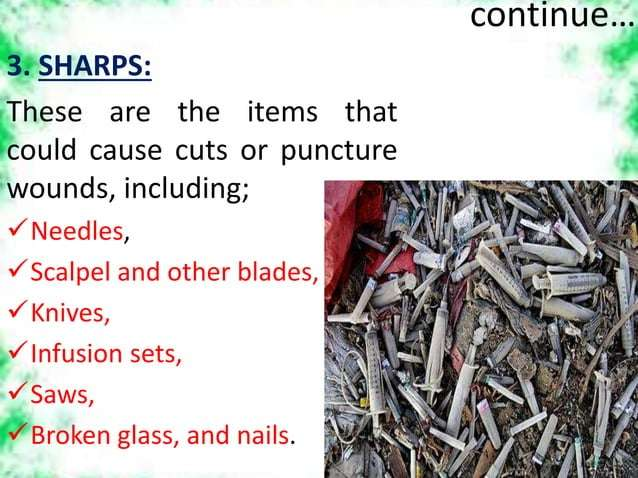 continue…
3. SHARPS:
These are the items that
could cause cuts or puncture
wounds, including;
✓Needles,
✓Scalpel and other blades,
✓Knives,
✓Infusion sets,
✓Saws,
✓Broken glass, and nails.